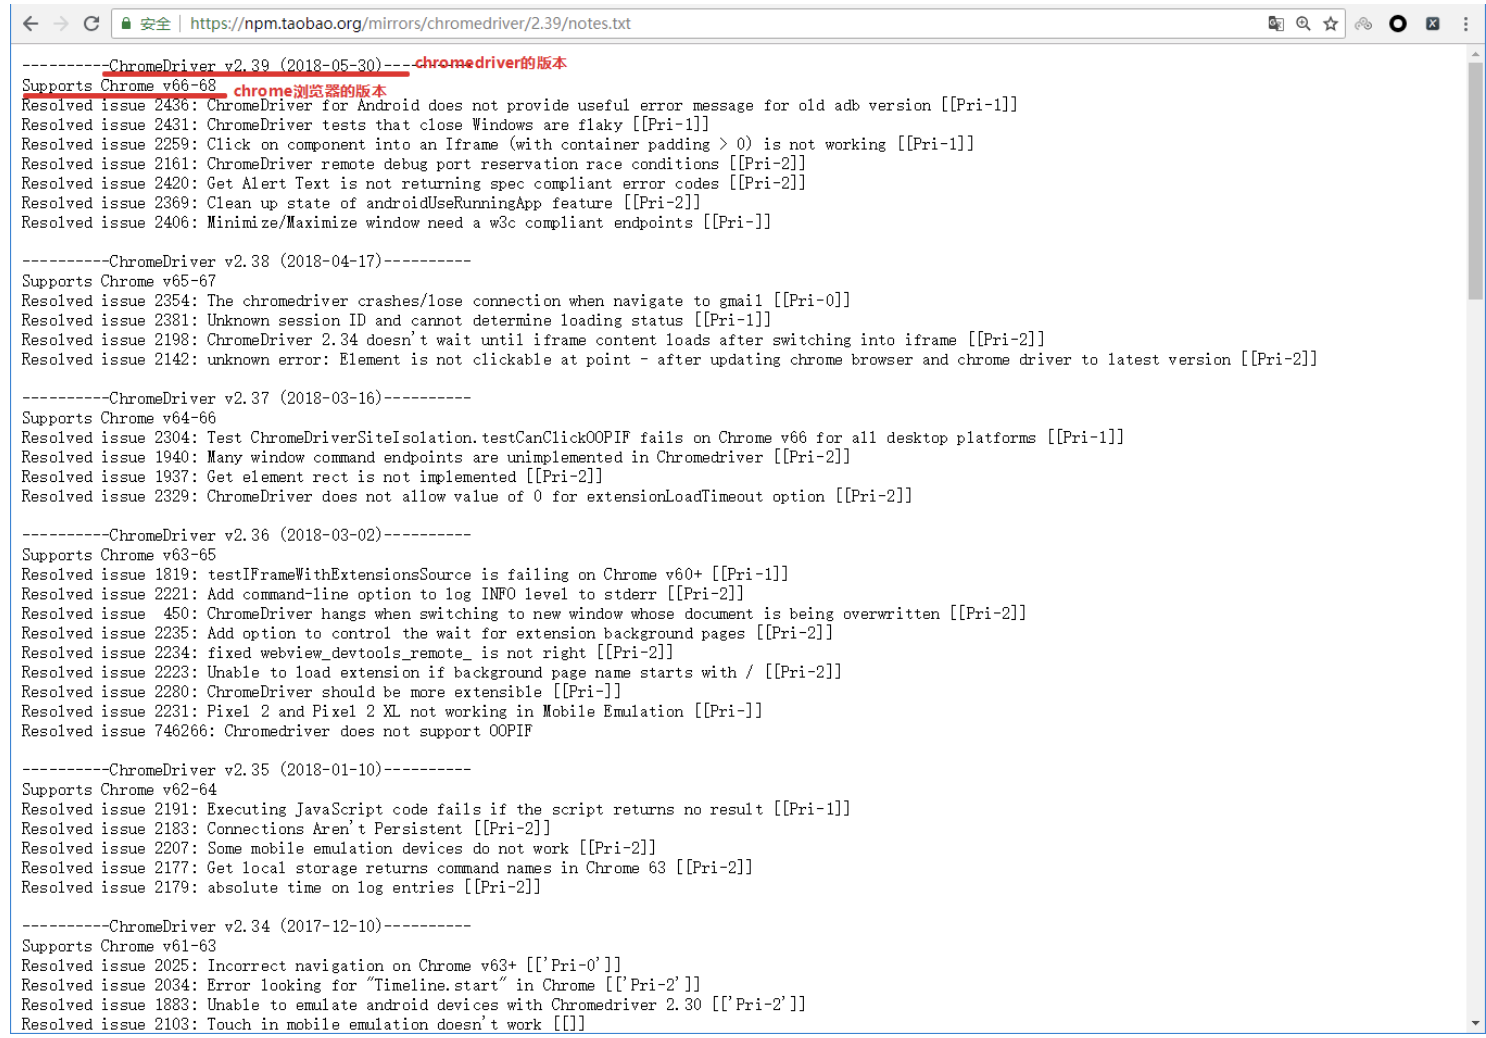 安全 | https://npm.taobao.org/mirrors/chromedriver/2.39/notes.txt
----------ChromeDriver v2.39 (2018-05-30)----------
chromedriver的版本
Supports Chrome v66-68
chrome浏览器的版本
Resolved issue 2436: ChromeDriver for Android does not provide useful error message for old adb version [[Pri-1]]
Resolved issue 2431: ChromeDriver tests that close Windows are flaky [[Pri-1]]
Resolved issue 2259: Click on component into an Iframe (with container padding > 0) is not working [[Pri-1]]
Resolved issue 2161: ChromeDriver remote debug port reservation race conditions [[Pri-2]]
Resolved issue 2420: Get Alert Text is not returning spec compliant error codes [[Pri-2]]
Resolved issue 2369: Clean up state of androidUseRunningApp feature [[Pri-2]]
Resolved issue 2406: Minimize/Maximize window need a w3c compliant endpoints [[Pri-]]
----------ChromeDriver v2.38 (2018-04-17)----------
Supports Chrome v65-67
Resolved issue 2354: The chromedriver crashes/lose connection when navigate to gmail [[Pri-0]]
Resolved issue 2381: Unknown session ID and cannot determine loading status [[Pri-1]]
Resolved issue 2198: ChromeDriver 2.34 doesn't wait until iframe content loads after switching into iframe [[Pri-2]]
Resolved issue 2142: unknown error: Element is not clickable at point - after updating chrome browser and chrome driver to latest version [[Pri-2]]
----------ChromeDriver v2.37 (2018-03-16)----------
Supports Chrome v64-66
Resolved issue 2304: Test ChromeDriverSiteIsolation.testCanClickOOPIF fails on Chrome v66 for all desktop platforms [[Pri-1]]
Resolved issue 1940: Many window command endpoints are unimplemented in Chromedriver [[Pri-2]]
Resolved issue 1937: Get element rect is not implemented [[Pri-2]]
Resolved issue 2329: ChromeDriver does not allow value of 0 for extensionLoadTimeout option [[Pri-2]]
----------ChromeDriver v2.36 (2018-03-02)----------
Supports Chrome v63-65
Resolved issue 1819: testIFrameWithExtensionsSource is failing on Chrome v60+ [[Pri-1]]
Resolved issue 2221: Add command-line option to log INFO level to stderr [[Pri-2]]
Resolved issue  450: ChromeDriver hangs when switching to new window whose document is being overwritten [[Pri-2]]
Resolved issue 2235: Add option to control the wait for extension background pages [[Pri-2]]
Resolved issue 2234: fixed webview_devtools_remote_ is not right [[Pri-2]]
Resolved issue 2223: Unable to load extension if background page name starts with / [[Pri-2]]
Resolved issue 2280: ChromeDriver should be more extensible [[Pri-]]
Resolved issue 2231: Pixel 2 and Pixel 2 XL not working in Mobile Emulation [[Pri-]]
Resolved issue 746266: Chromedriver does not support OOPIF
----------ChromeDriver v2.35 (2018-01-10)----------
Supports Chrome v62-64
Resolved issue 2191: Executing JavaScript code fails if the script returns no result [[Pri-1]]
Resolved issue 2183: Connections Aren't Persistent [[Pri-2]]
Resolved issue 2207: Some mobile emulation devices do not work [[Pri-2]]
Resolved issue 2177: Get local storage returns command names in Chrome 63 [[Pri-2]]
Resolved issue 2179: absolute time on log entries [[Pri-2]]
----------ChromeDriver v2.34 (2017-12-10)----------
Supports Chrome v61-63
Resolved issue 2025: Incorrect navigation on Chrome v63+ [['Pri-0']]
Resolved issue 2034: Error looking for "Timeline.start" in Chrome [['Pri-2']]
Resolved issue 1883: Unable to emulate android devices with Chromedriver 2.30 [['Pri-2']]
Resolved issue 2103: Touch in mobile emulation doesn't work [[]]